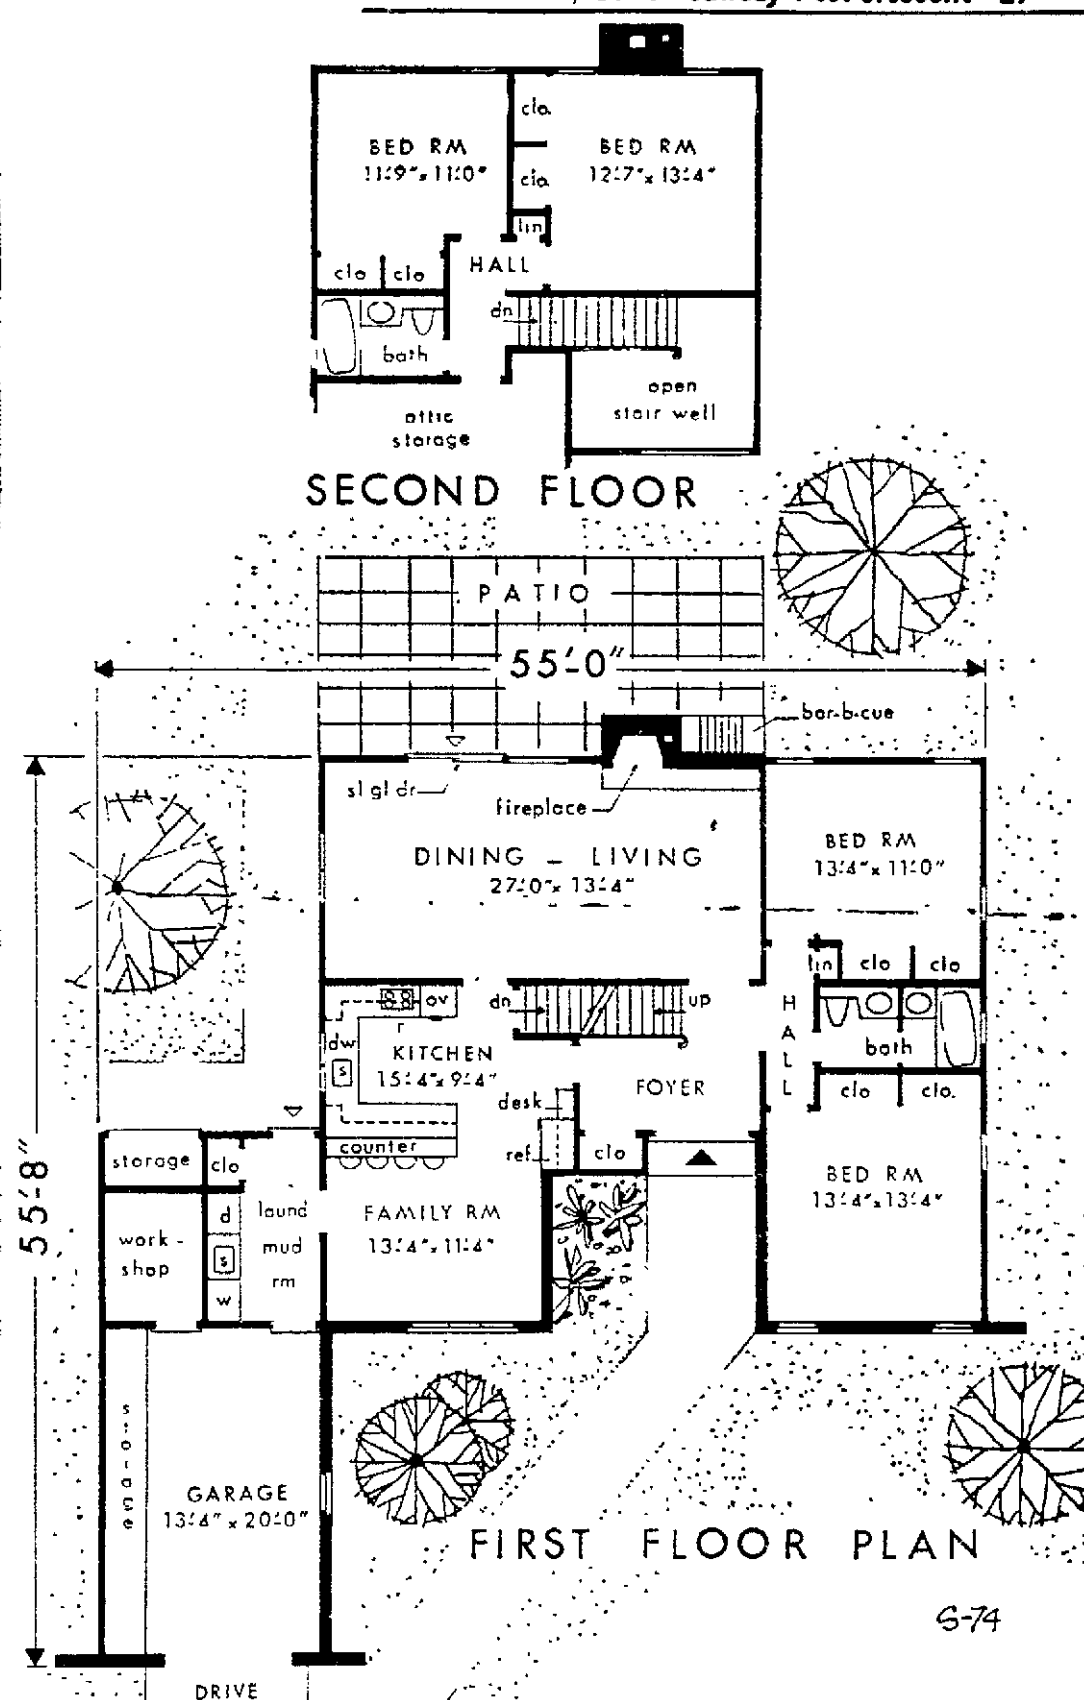 clo.
BED RM
11'-9" x 11'-0"
BED RM
12'-7" x 13'-4"
clo.
lin
HALL
clo clo
dn
bath
open
stair well
attic
storage
SECOND FLOOR
PATIO
55'-0"
bar-b-cue
sl gl dr
fireplace
BED RM
13'-4" x 11'-0"
DINING – LIVING
27'-0" x 13'-4"
lin clo clo
ov
dn
up
r
HALL
dw
KITCHEN
15'-4" x 9'-4"
s
bath
FOYER
desk
clo clo.
counter
ref.
clo
storage
clo
55'-8"
BED RM
13'-4" x 13'-4"
d
laund
mud
rm
FAMILY RM
13'-4" x 11'-4"
work-
shop
s
w
storage
GARAGE
13'-4" x 20'-0"
FIRST FLOOR PLAN
S-74
DRIVE